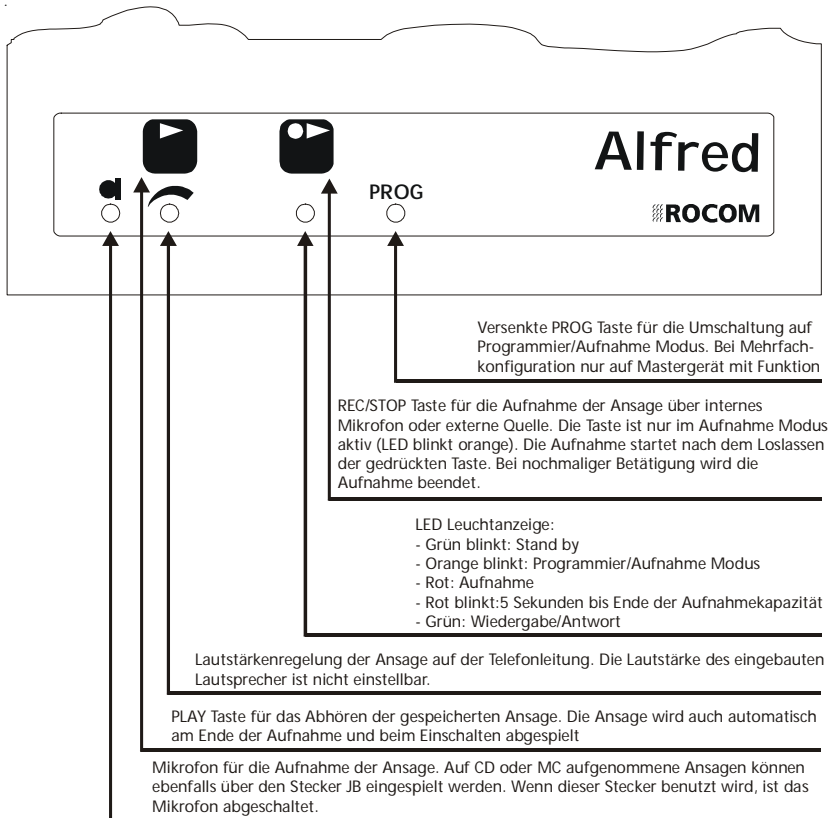 Alfred
PROG
ROCOM
Versenkte PROG Taste für die Umschaltung auf
Programmier/Aufnahme Modus. Bei Mehrfach-
konfiguration nur auf Mastergerät mit Funktion
REC/STOP Taste für die Aufnahme der Ansage über internes
Mikrofon oder externe Quelle. Die Taste ist nur im Aufnahme Modus
aktiv (LED blinkt orange). Die Aufnahme startet nach dem Loslassen
der gedrückten Taste. Bei nochmaliger Betätigung wird die
Aufnahme beendet.
LED Leuchtanzeige:
- Grün blinkt: Stand by
- Orange blinkt: Programmier/Aufnahme Modus
- Rot: Aufnahme
- Rot blinkt:5 Sekunden bis Ende der Aufnahmekapazität
- Grün: Wiedergabe/Antwort
Lautstärkenregelung der Ansage auf der Telefonleitung. Die Lautstärke des eingebauten
Lautsprecher ist nicht einstellbar.
PLAY Taste für das Abhören der gespeicherten Ansage. Die Ansage wird auch automatisch
am Ende der Aufnahme und beim Einschalten abgespielt
Mikrofon für die Aufnahme der Ansage. Auf CD oder MC aufgenommene Ansagen können
ebenfalls über den Stecker JB eingespielt werden. Wenn dieser Stecker benutzt wird, ist das
Mikrofon abgeschaltet.